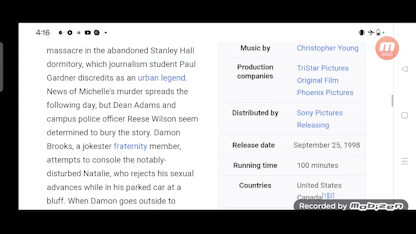 4:16
massacre in the abandoned Stanley Hall
dormitory, which journalism student Paul
Gardner discredits as an urban legend.
News of Michelle's murder spreads the
following day, but Dean Adams and
campus police officer Reese Wilson seem
determined to bury the story. Damon
Brooks, a jokester fraternity member,
attempts to console the notably-
disturbed Natalie, who rejects his sexual
advances while in his parked car at a
bluff. When Damon goes outside to
Music by Christopher Young
Production companies TriStar Pictures
Original Film
Phoenix Pictures
Distributed by Sony Pictures
Releasing
Release date September 25, 1998
Running time 100 minutes
Countries United States
Canada
Recorded by MOBIZEN